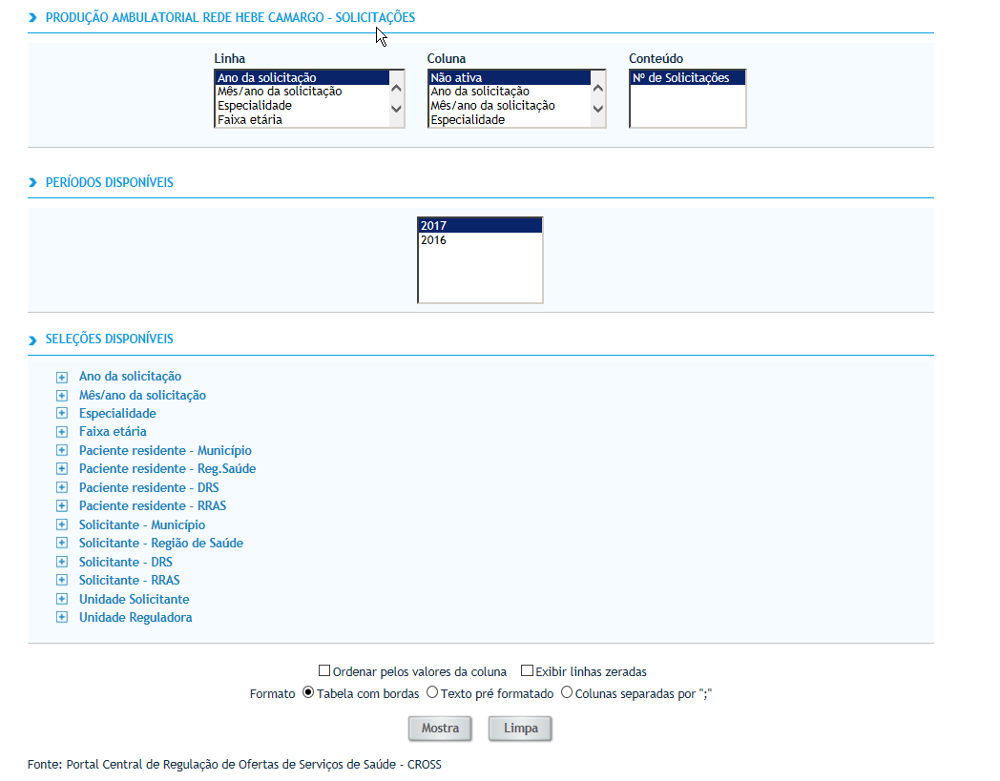 PRODUÇÃO AMBULATORIAL REDE HEBE CAMARGO - SOLICITAÇÕES
Linha Coluna Conteúdo
Ano da solicitação Não ativa Nº de Solicitações
Mês/ano da solicitação Ano da solicitação
Especialidade Mês/ano da solicitação
Faixa etária Especialidade
PERÍODOS DISPONÍVEIS
2017
2016
SELEÇÕES DISPONÍVEIS
Ano da solicitação
Mês/ano da solicitação
Especialidade
Faixa etária
Paciente residente - Município
Paciente residente - Reg.Saúde
Paciente residente - DRS
Paciente residente - RRAS
Solicitante - Município
Solicitante - Região de Saúde
Solicitante - DRS
Solicitante - RRAS
Unidade Solicitante
Unidade Reguladora
Ordenar pelos valores da coluna Exibir linhas zeradas
Formato Tabela com bordas Texto pré formatado Colunas separadas por ";"
Mostra Limpa
Fonte: Portal Central de Regulação de Ofertas de Serviços de Saúde - CROSS